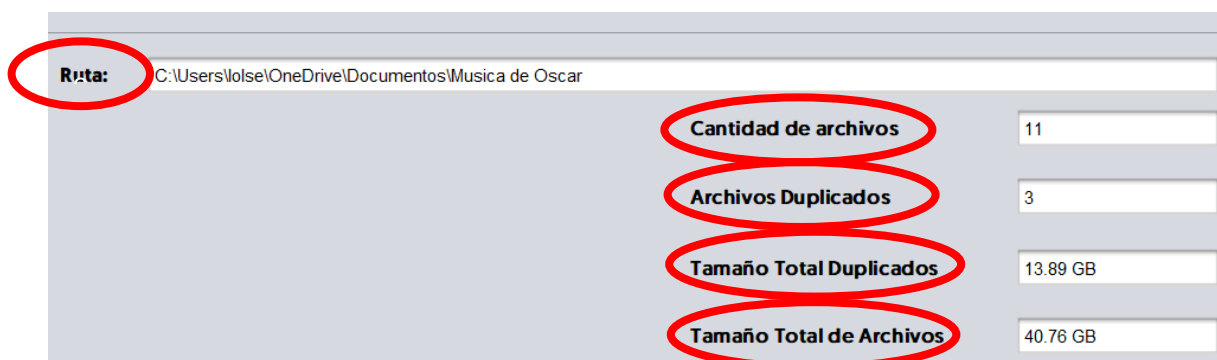 Ruta: C:\Users\lolse\OneDrive\Documentos\Musica de Oscar
Cantidad de archivos 11
Archivos Duplicados 3
Tamaño Total Duplicados 13.89 GB
Tamaño Total de Archivos 40.76 GB